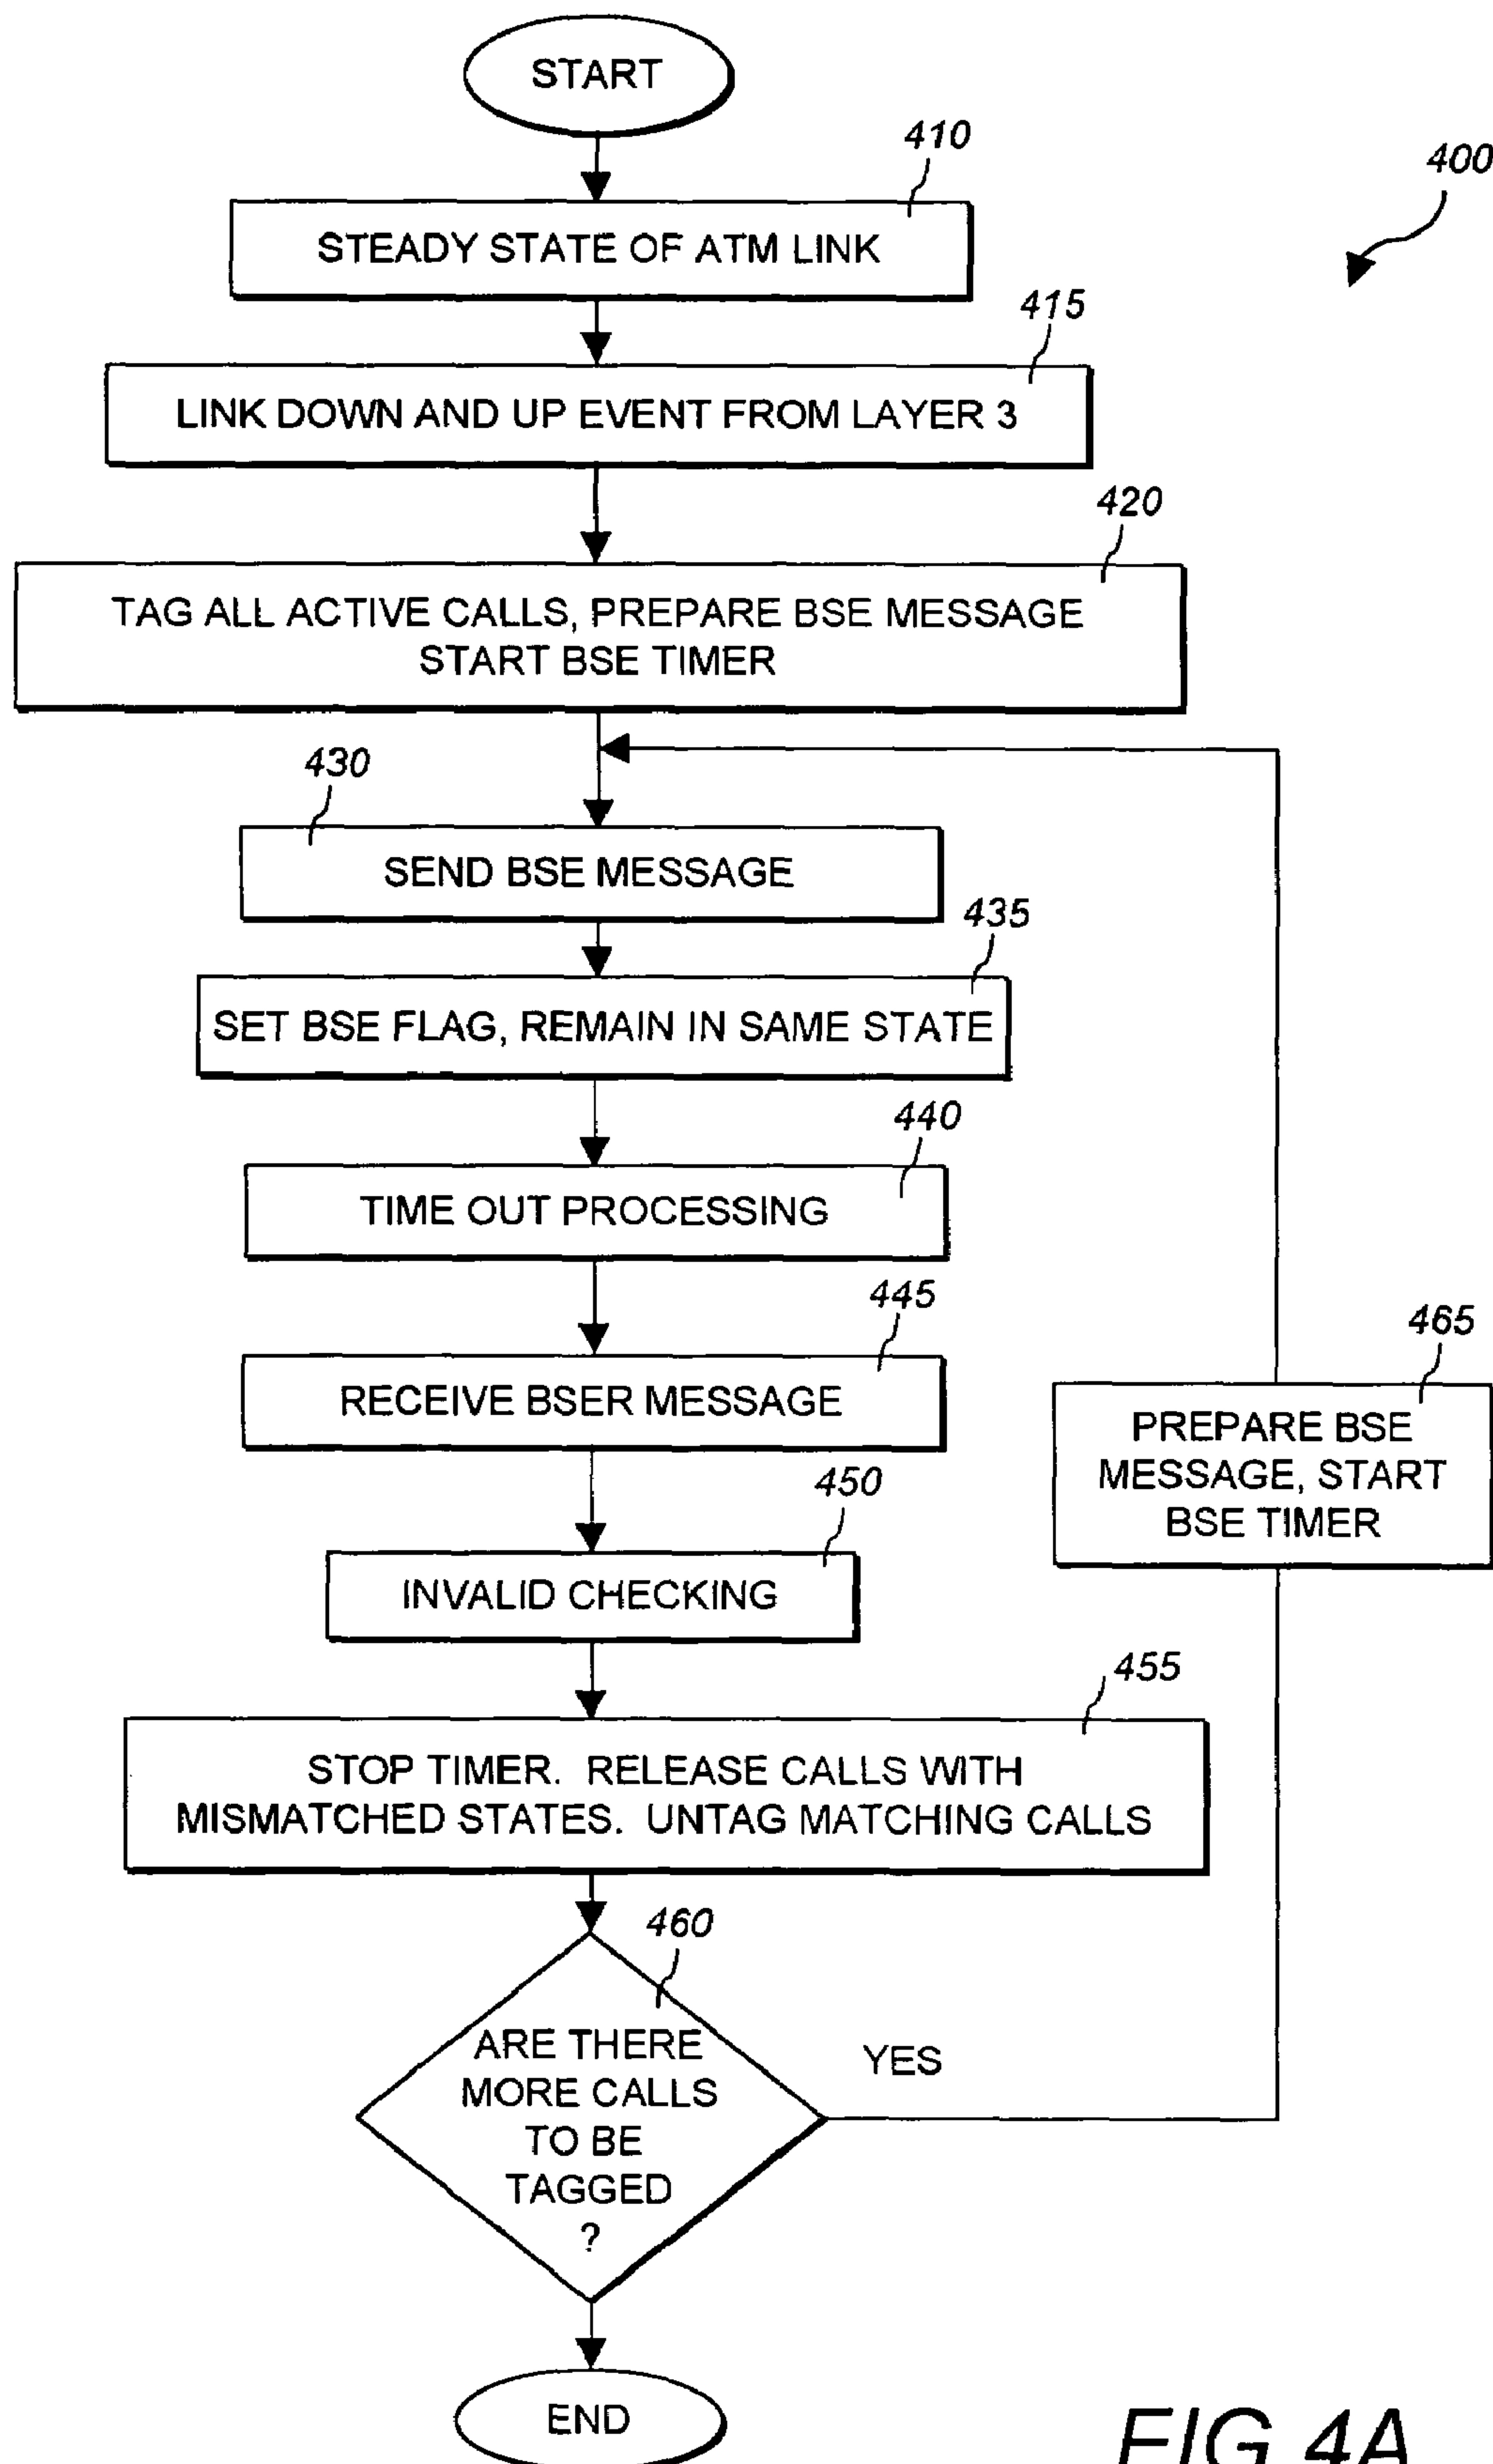 START
410
400
STEADY STATE OF ATM LINK
415
LINK DOWN AND UP EVENT FROM LAYER 3
420
TAG ALL ACTIVE CALLS, PREPARE BSE MESSAGE
START BSE TIMER
430
SEND BSE MESSAGE
435
SET BSE FLAG, REMAIN IN SAME STATE
440
TIME OUT PROCESSING
445
RECEIVE BSER MESSAGE
465
PREPARE BSE
MESSAGE, START
BSE TIMER
450
INVALID CHECKING
455
STOP TIMER. RELEASE CALLS WITH
MISMATCHED STATES. UNTAG MATCHING CALLS
460
ARE THERE
MORE CALLS
TO BE
TAGGED
?
YES
END
FIG 4A